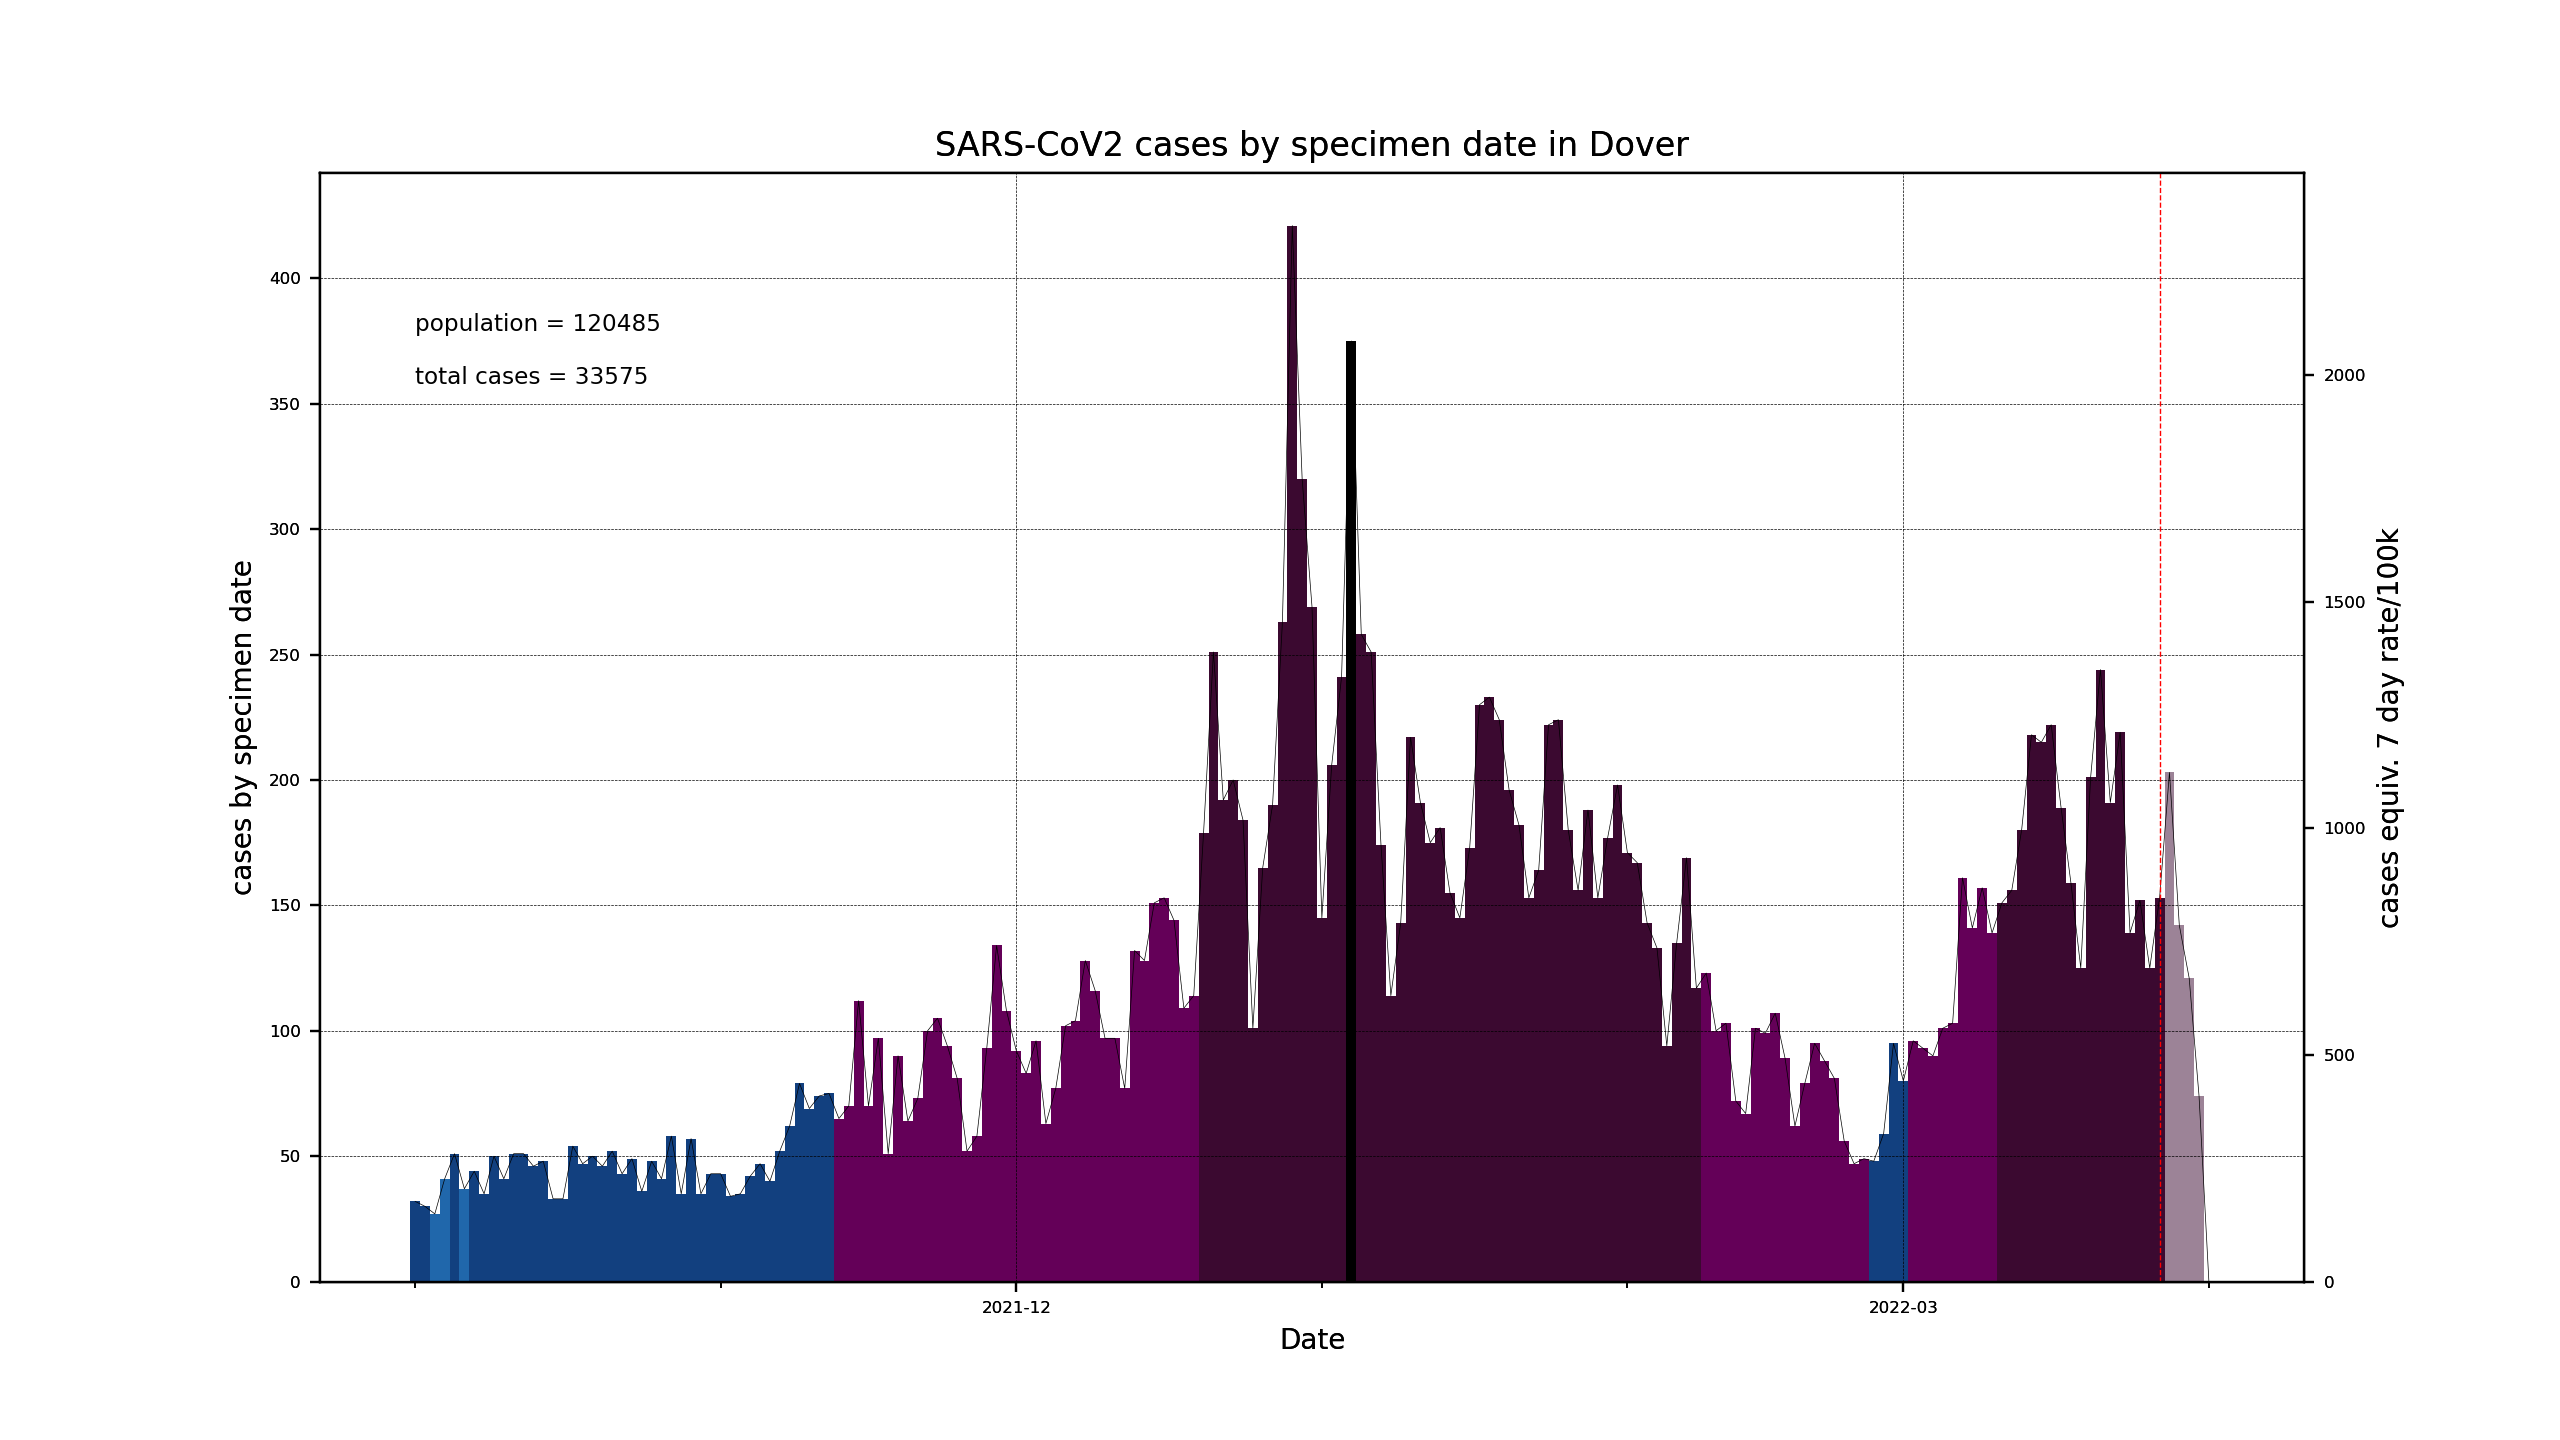 SARS-CoV2 cases by specimen date in Dover
population = 120485
total cases = 33575
cases by specimen date
400
350
300
250
200
150
100
50
0
2000
1500
1000
500
0
cases equiv. 7 day rate/100k
2021-12
2022-03
Date